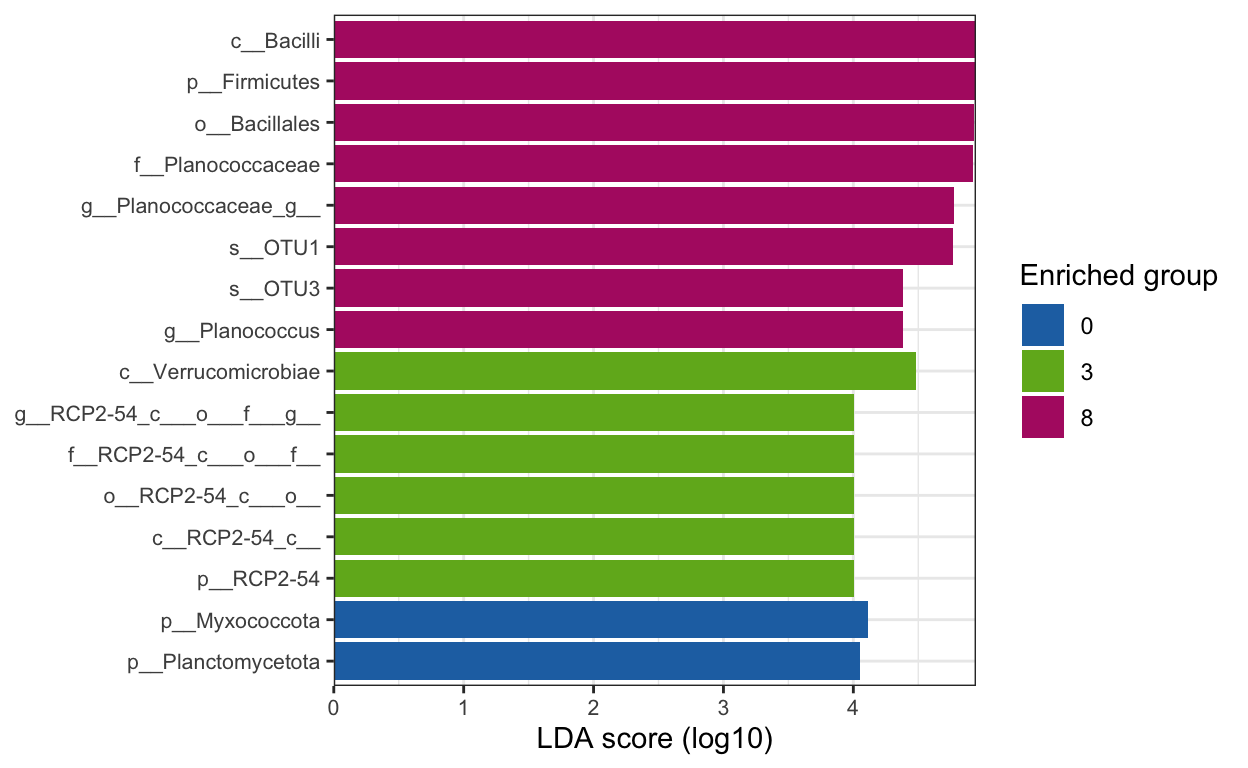 c__Bacilli
p__Firmicutes
o__Bacillales
f__Planococcaceae
g__Planococcaceae_g__
s__OTU1
s__OTU3
g__Planococcus
c__Verrucomicrobiae
g__RCP2-54_c___o___f___g__
f__RCP2-54_c___o___f__
o__RCP2-54_c___o__
c__RCP2-54_c__
p__RCP2-54
p__Myxococcota
p__Planctomycetota
0 1 2 3 4
LDA score (log10)
Enriched group
0
3
8